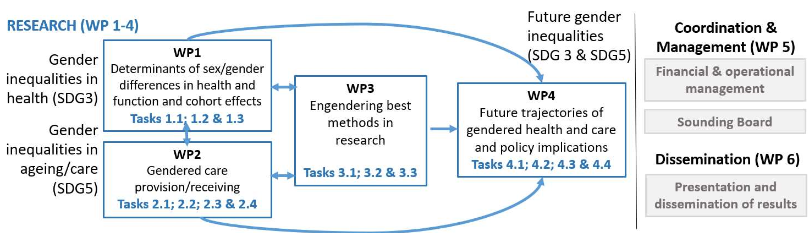 RESEARCH (WP 1-4)
Gender
inequalities in
health (SDG3)
Gender
inequalities in
ageing/care
(SDG5)
WP1
Determinants of sex/gender
differences in health and
function and cohort effects
Tasks 1.1; 1.2 & 1.3
WP2
Gendered care
provision/receiving
Tasks 2.1; 2.2; 2.3 & 2.4
WP3
Engendering best
methods in
research
Tasks 3.1; 3.2 & 3.3
Future gender
inequalities
(SDG 3 & SDG5)
WP4
Future trajectories of
gendered health and care
and policy implications
Tasks 4.1; 4.2; 4.3 & 4.4
Coordination &
Management (WP 5)
Financial & operational
management
Sounding Board
Dissemination (WP 6)
Presentation and
dissemination of results